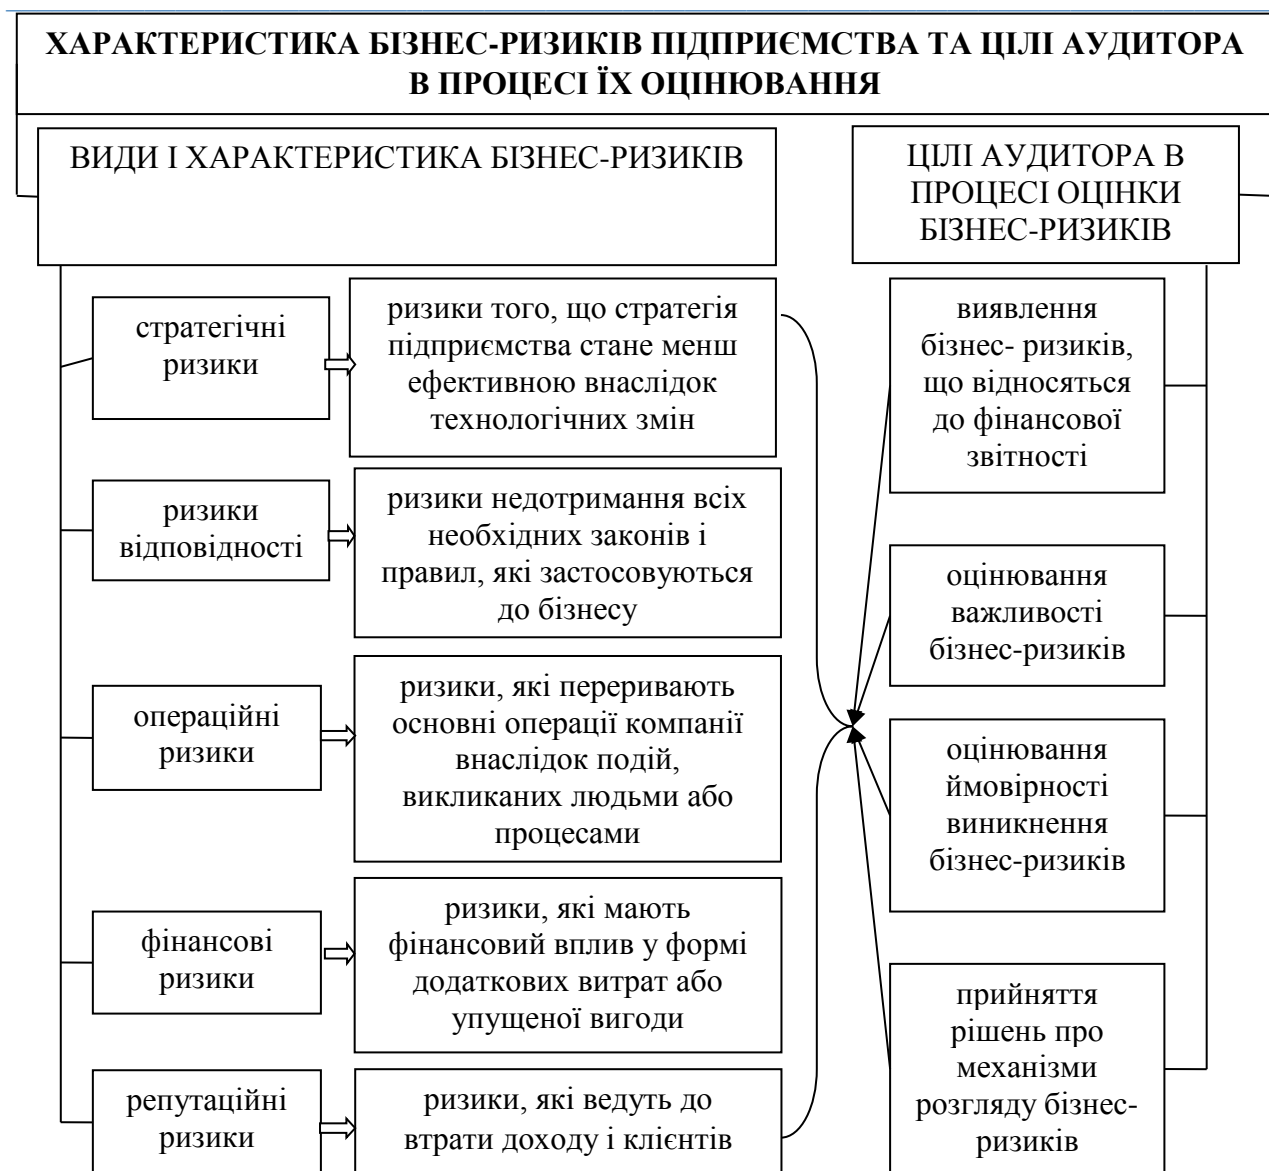 ХАРАКТЕРИСТИКА БІЗНЕС-РИЗИКІВ ПІДПРИЄМСТВА ТА ЦІЛІ АУДИТОРА
В ПРОЦЕСІ ЇХ ОЦІНЮВАННЯ
ВИДИ І ХАРАКТЕРИСТИКА БІЗНЕС-РИЗИКІВ
стратегічні
ризики
ризики того, що стратегія
підприємства стане менш
ефективною внаслідок
технологічних змін
ризики
відповідності
ризики недотримання всіх
необхідних законів і
правил, які застосовуються
до бізнесу
операційні
ризики
ризики, які переривають
основні операції компанії
внаслідок подій,
викликаних людьми або
процесами
фінансові
ризики
ризики, які мають
фінансовий вплив у формі
додаткових витрат або
упущеної вигоди
репутаційні
ризики
ризики, які ведуть до
втрати доходу і клієнтів
ЦІЛІ АУДИТОРА В
ПРОЦЕСІ ОЦІНКИ
БІЗНЕС-РИЗИКІВ
виявлення
бізнес- ризиків,
що відносяться
до фінансової
звітності
оцінювання
важливості
бізнес-ризиків
оцінювання
ймовірності
виникнення
бізнес-ризиків
прийняття
рішень про
механізми
розгляду бізнес-
ризиків